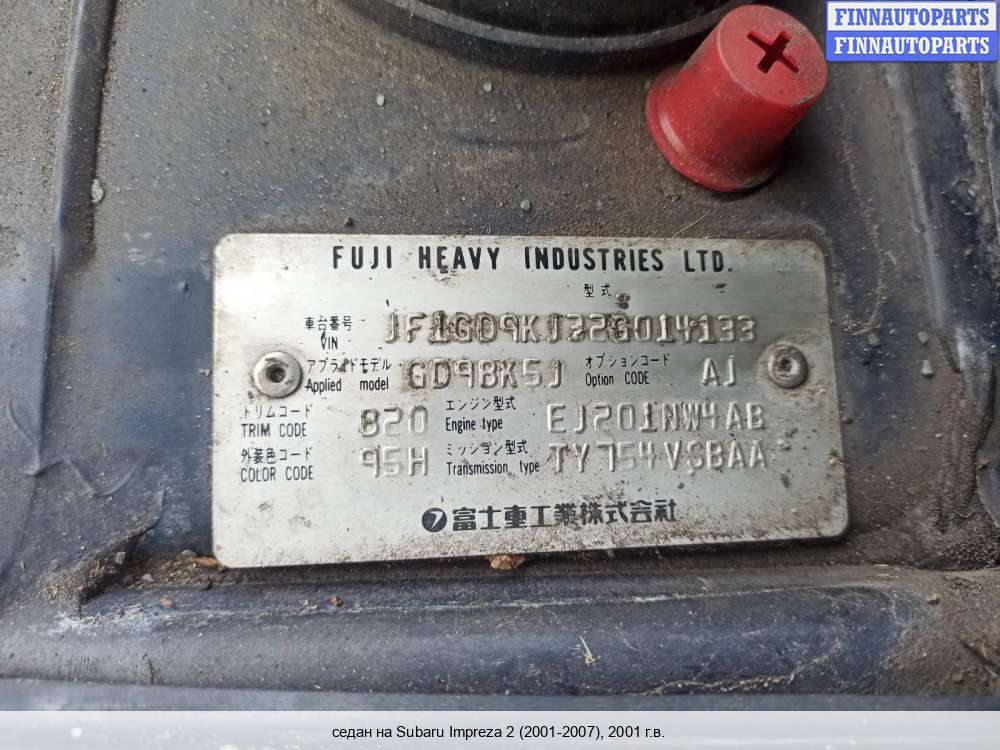 FINNAUTOPARTS
FINNAUTOPARTS
FUJI HEAVY INDUSTRIES LTD.
型式
車台番号 JF1GD9KJ32G014133
VIN
アプライドモデル GD9BK5J オプションコード AJ
Applied model Option CODE
トリムコード 820 エンジン型式 EJ201NW4AB
TRIM CODE Engine type
外装色コード 95H ミッション型式 TY754VSBAA
COLOR CODE Transmission type
富士重工業株式会社
седан на Subaru Impreza 2 (2001-2007), 2001 г.в.